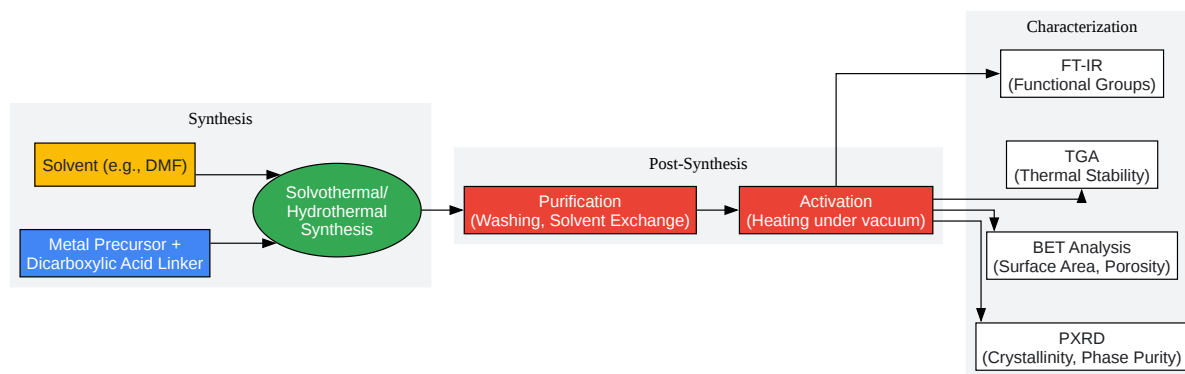 Synthesis
Solvent (e.g., DMF)
Metal Precursor +
Dicarboxylic Acid Linker
Solvothermal/
Hydrothermal
Synthesis
Post-Synthesis
Purification
(Washing, Solvent Exchange)
Activation
(Heating under vacuum)
Characterization
FT-IR
(Functional Groups)
TGA
(Thermal Stability)
BET Analysis
(Surface Area, Porosity)
PXRD
(Crystallinity, Phase Purity)